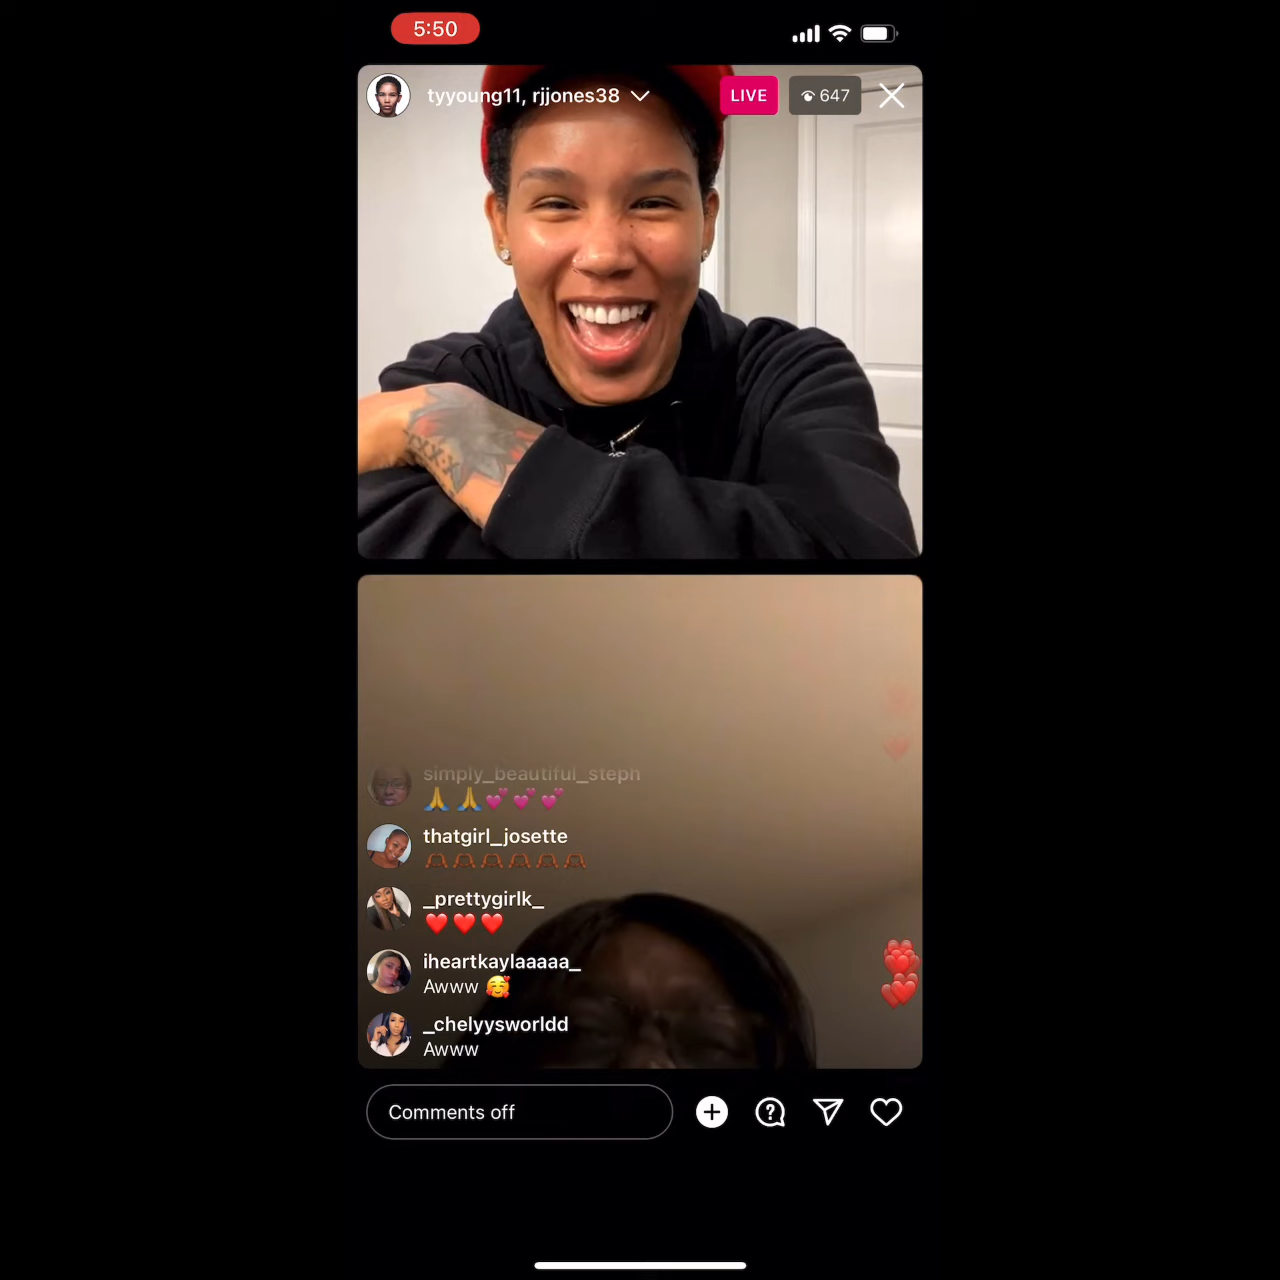 5:50
tyyoung11, rjjones38
LIVE
647
simply_beautiful_steph
🙏🙏💕💕💕
thatgirl_josette
_prettygirlk_
❤️❤️❤️
iheartkaylaaaaa_
Awww 🥰
_chelyysworldd
Awww
Comments off